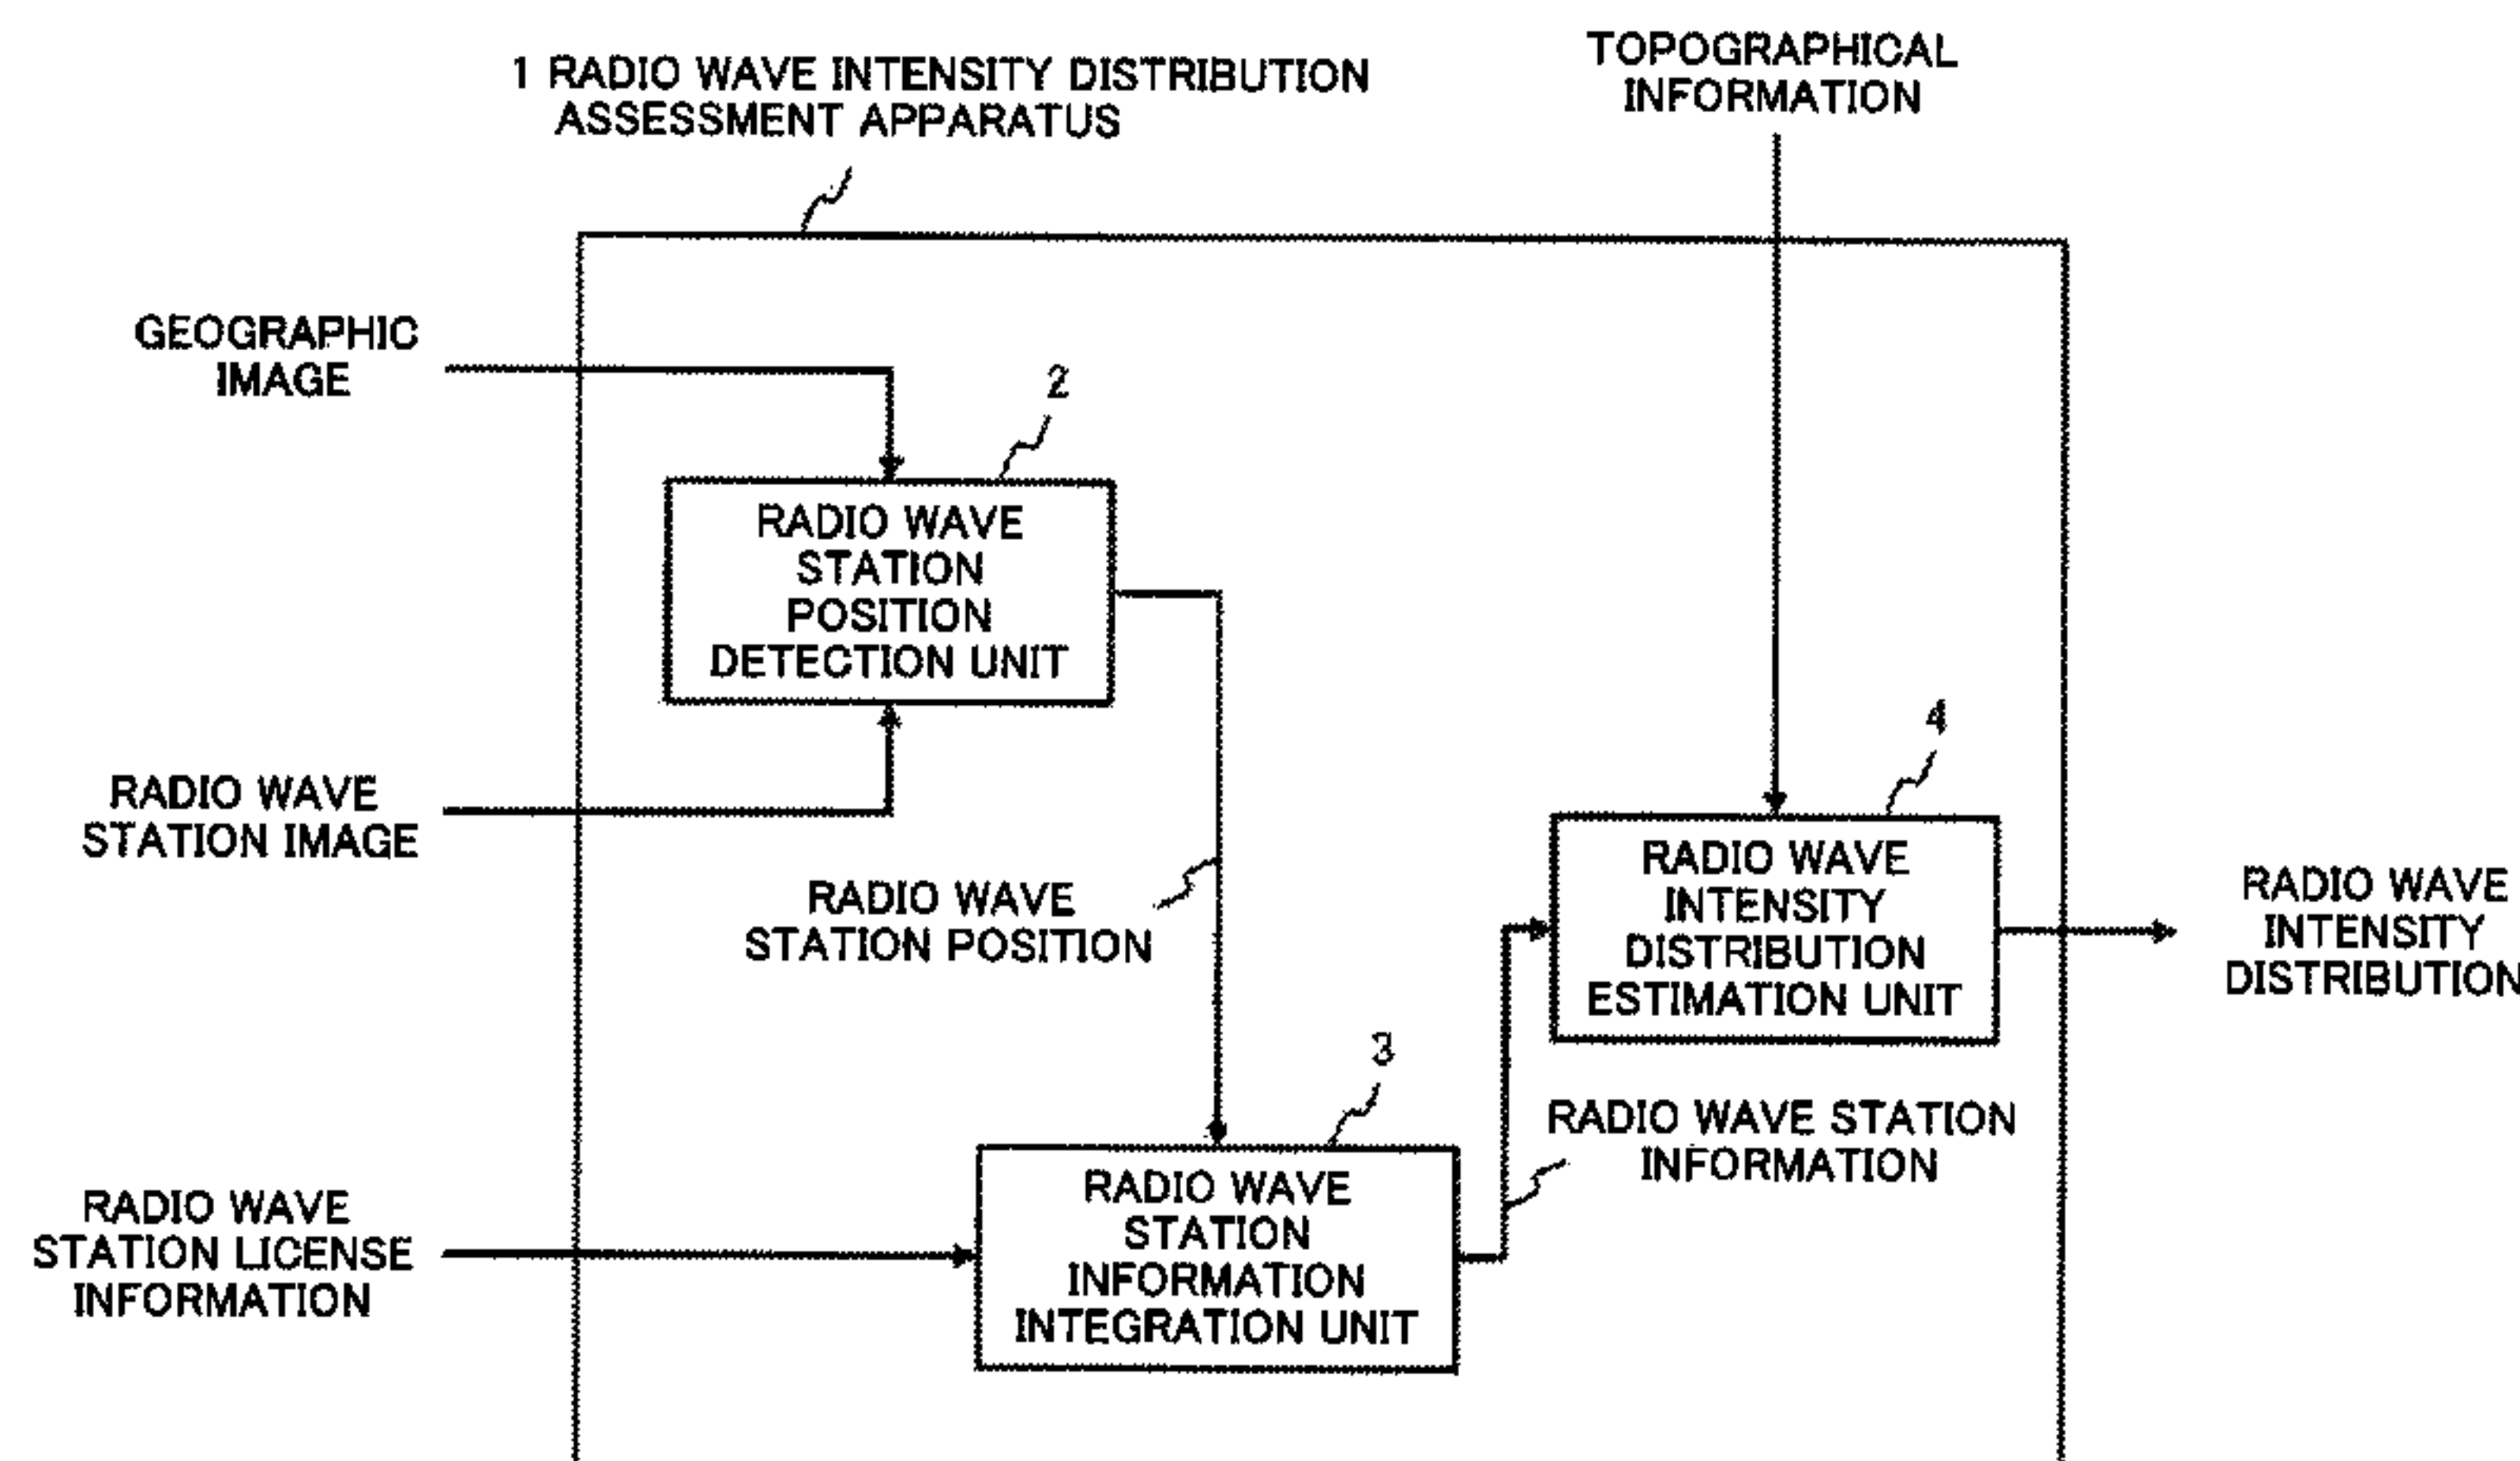 1 RADIO WAVE INTENSITY DISTRIBUTION
ASSESSMENT APPARATUS
TOPOGRAPHICAL
INFORMATION
GEOGRAPHIC
IMAGE
2
RADIO WAVE
STATION
POSITION
DETECTION UNIT
RADIO WAVE
STATION IMAGE
RADIO WAVE
STATION POSITION
4
RADIO WAVE
INTENSITY
DISTRIBUTION
ESTIMATION UNIT
RADIO WAVE
INTENSITY
DISTRIBUTION
3
RADIO WAVE STATION
INFORMATION
RADIO WAVE
STATION LICENSE
INFORMATION
RADIO WAVE
STATION
INFORMATION
INTEGRATION UNIT